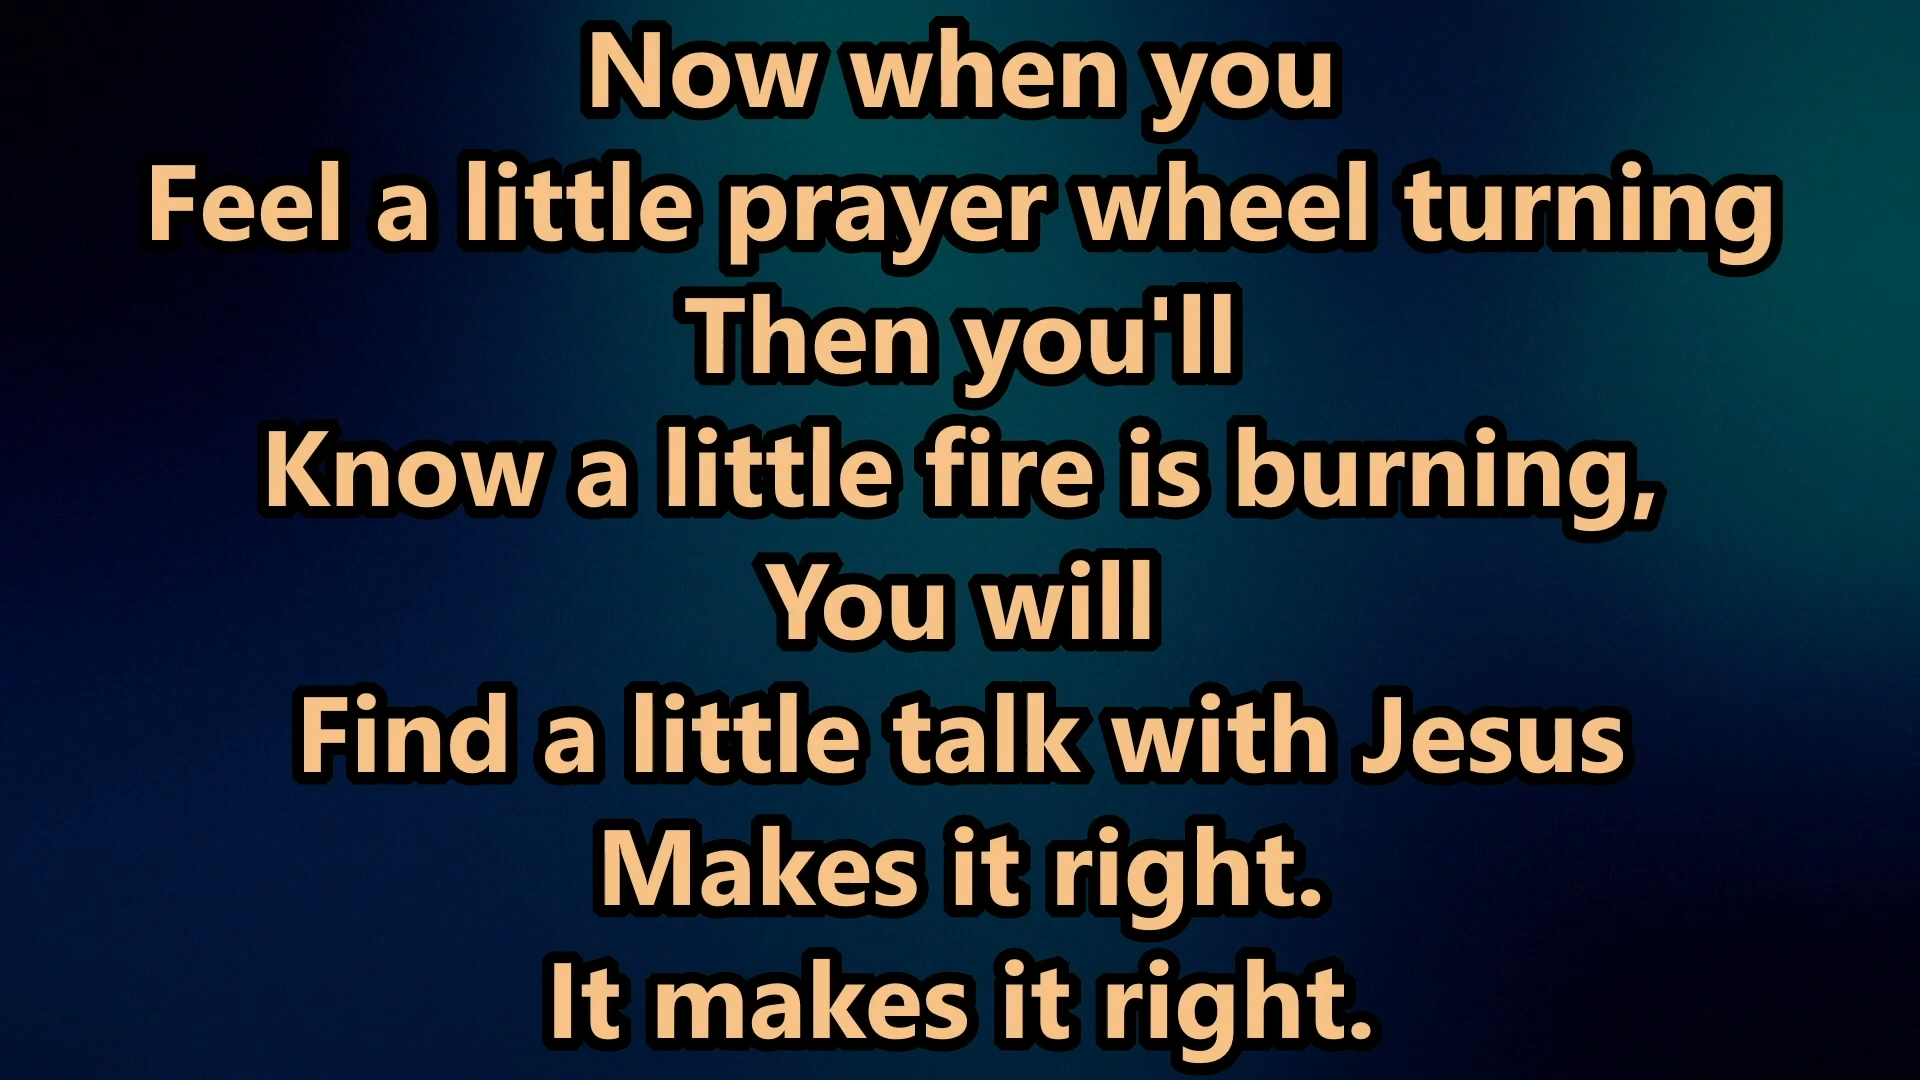 Now when you
Feel a little prayer wheel turning
Then you'll
Know a little fire is burning,
You will
Find a little talk with Jesus
Makes it right.
It makes it right.